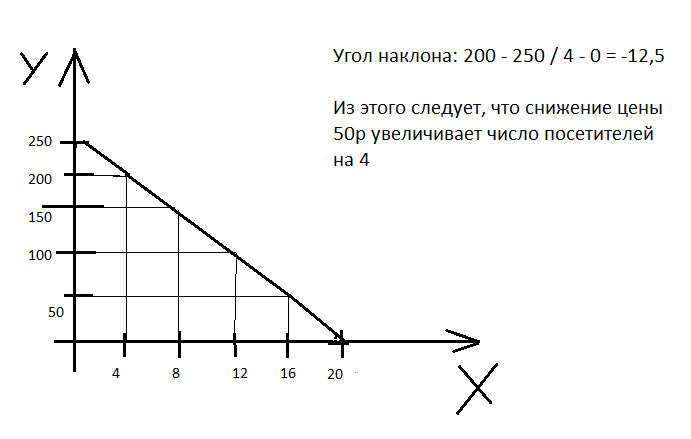 У
Угол наклона: 200 - 250 / 4 - 0 = -12,5
Из этого следует, что снижение цены
50р увеличивает число посетителей
на 4
250
200
150
100
50
4 8 12 16 20
Х